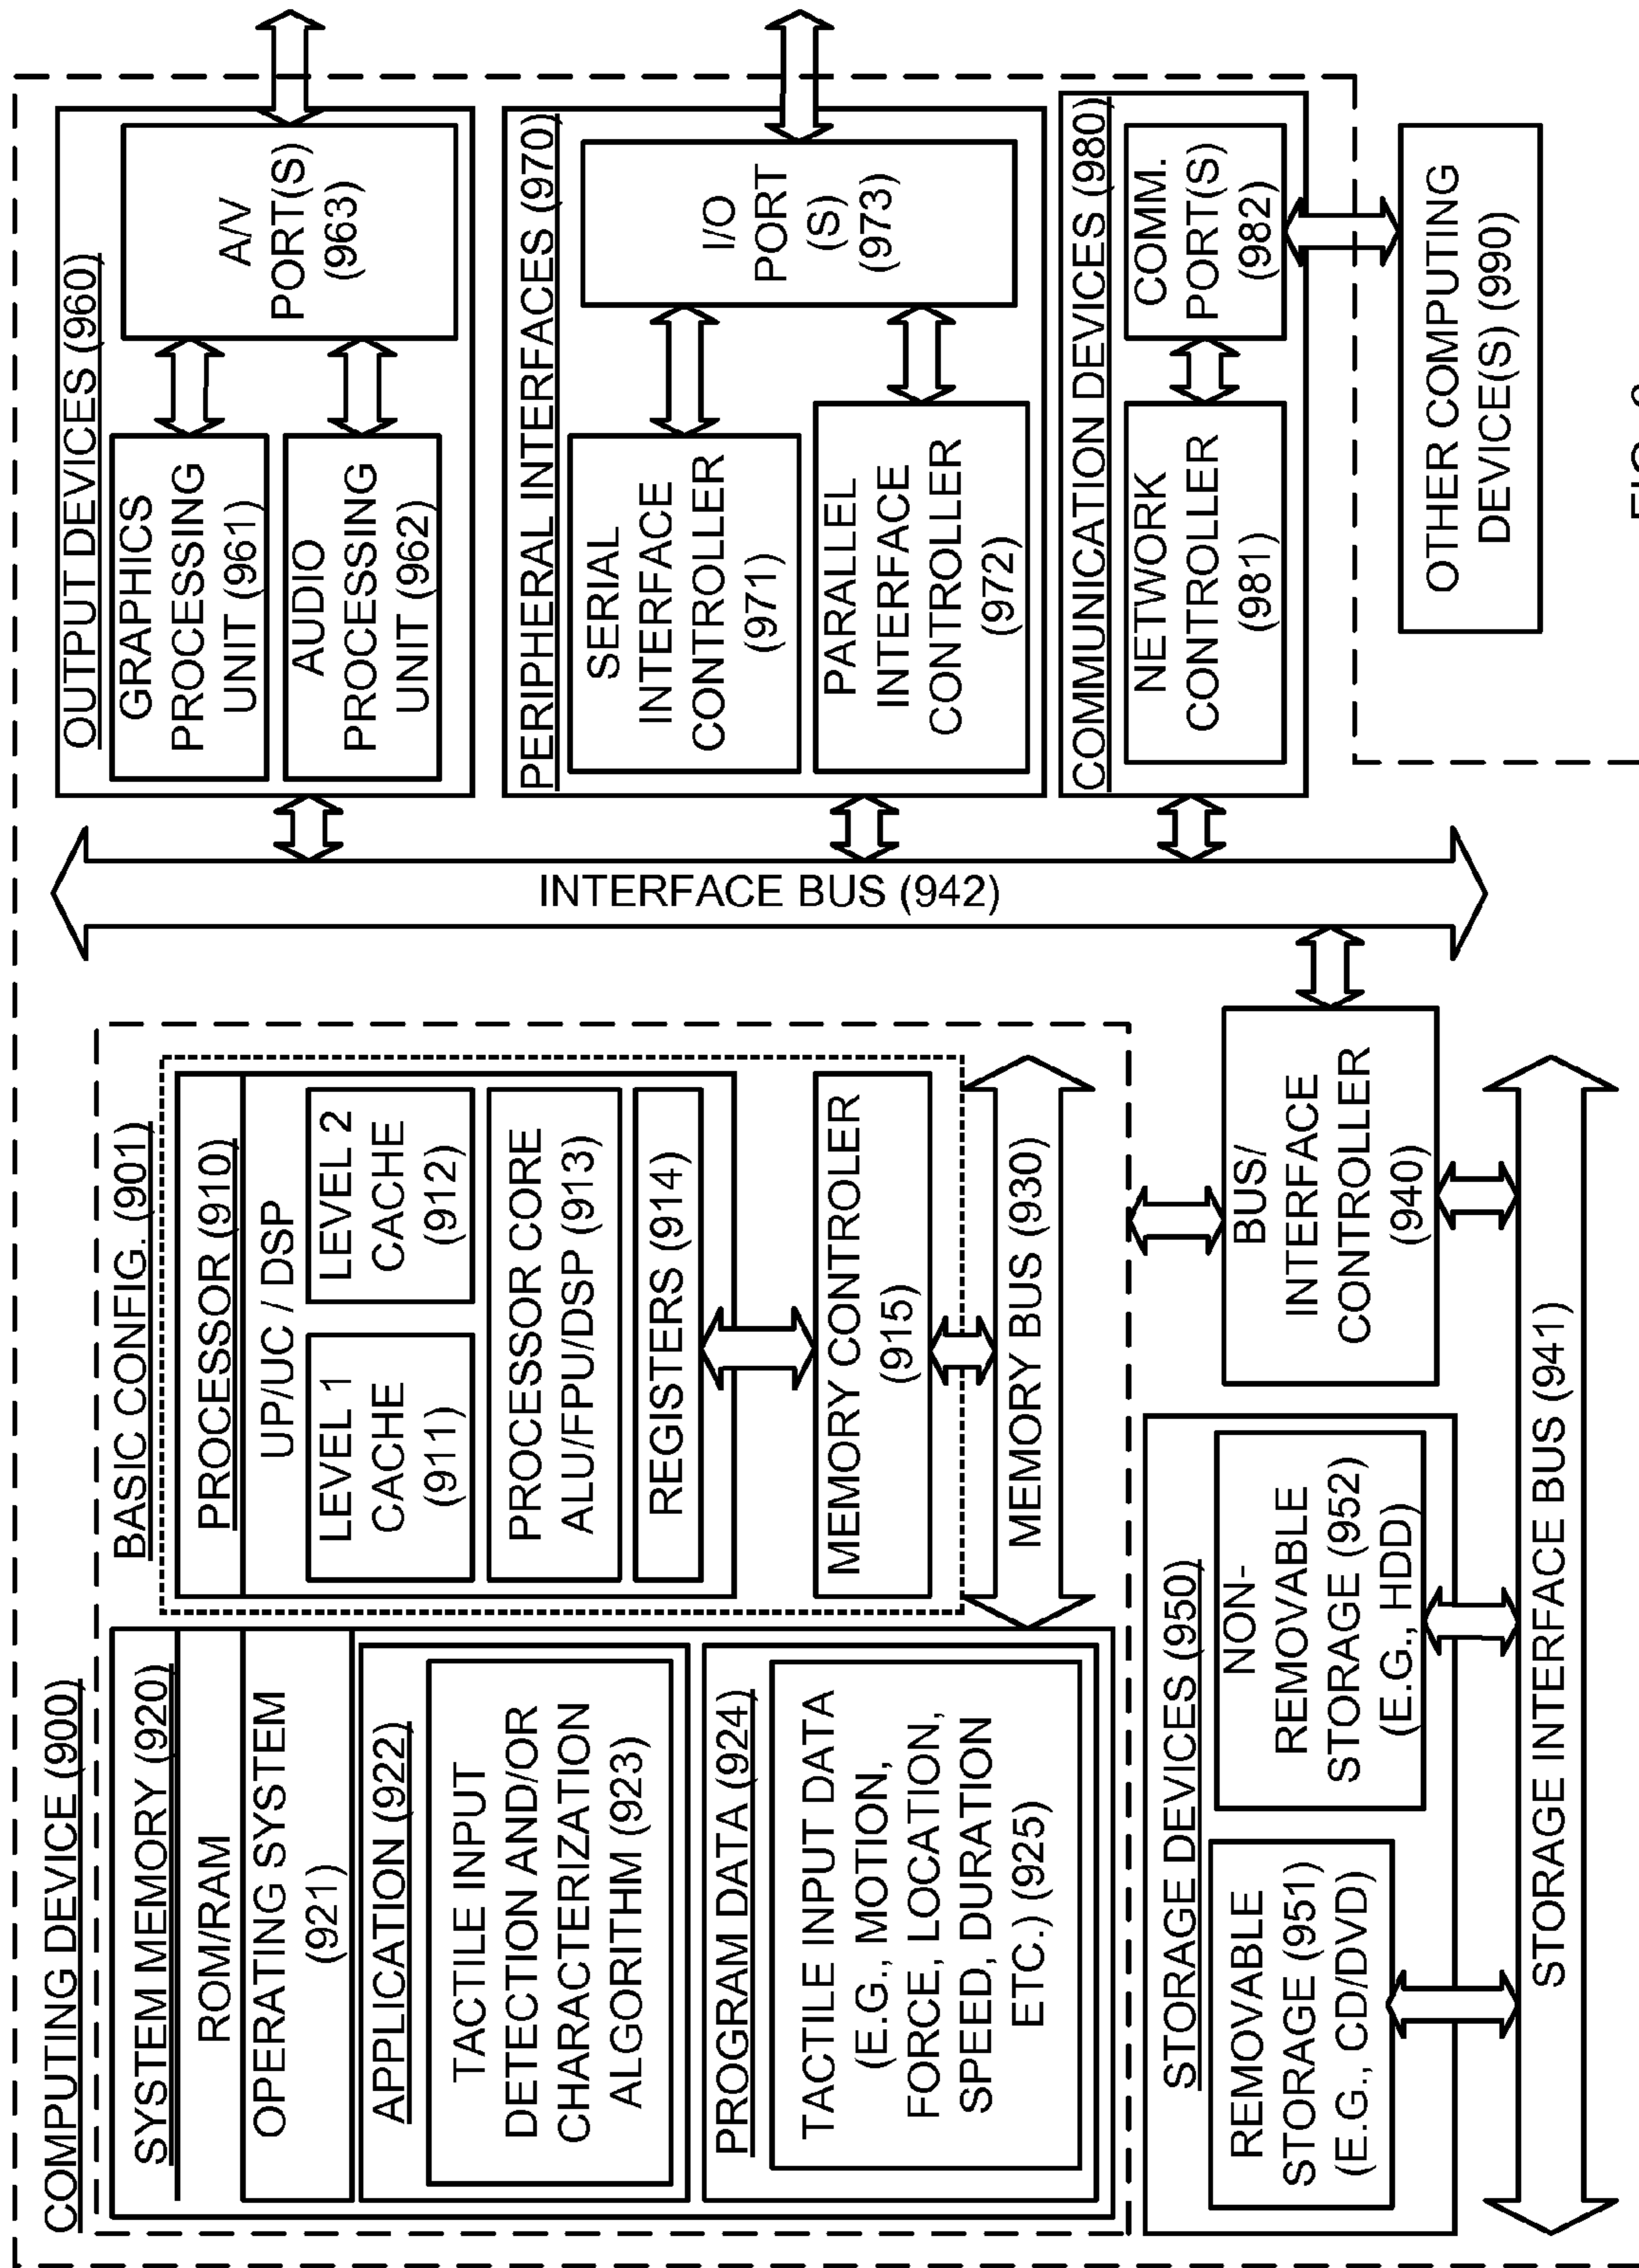 COMPUTING DEVICE (900)
SYSTEM MEMORY (920)
ROM/RAM
OPERATING SYSTEM
(921)
APPLICATION (922)
TACTILE INPUT
DETECTION AND/OR
CHARACTERIZATION
ALGORITHM (923)
PROGRAM DATA (924)
TACTILE INPUT DATA
(E.G., MOTION,
FORCE, LOCATION,
SPEED, DURATION
ETC.) (925)
BASIC CONFIG. (901)
PROCESSOR (910)
UP/UC / DSP
LEVEL 1
CACHE
(911)
LEVEL 2
CACHE
(912)
PROCESSOR CORE
ALU/FPU/DSP (913)
REGISTERS (914)
MEMORY CONTROLLER
(915)
MEMORY BUS (930)
STORAGE DEVICES (950)
REMOVABLE
STORAGE (951)
(E.G., CD/DVD)
NON-
REMOVABLE
STORAGE (952)
(E.G., HDD)
BUS/
INTERFACE
CONTROLLER
(940)
STORAGE INTERFACE BUS (941)
INTERFACE BUS (942)
OUTPUT DEVICES (960)
GRAPHICS
PROCESSING
UNIT (961)
AUDIO
PROCESSING
UNIT (962)
A/V
PORT(S)
(963)
PERIPHERAL INTERFACES (970)
SERIAL
INTERFACE
CONTROLLER
(971)
PARALLEL
INTERFACE
CONTROLLER
(972)
I/O
PORT
(S)
(973)
COMMUNICATION DEVICES (980)
NETWORK
CONTROLLER
(981)
COMM.
PORT(S)
(982)
OTHER COMPUTING
DEVICE(S) (990)